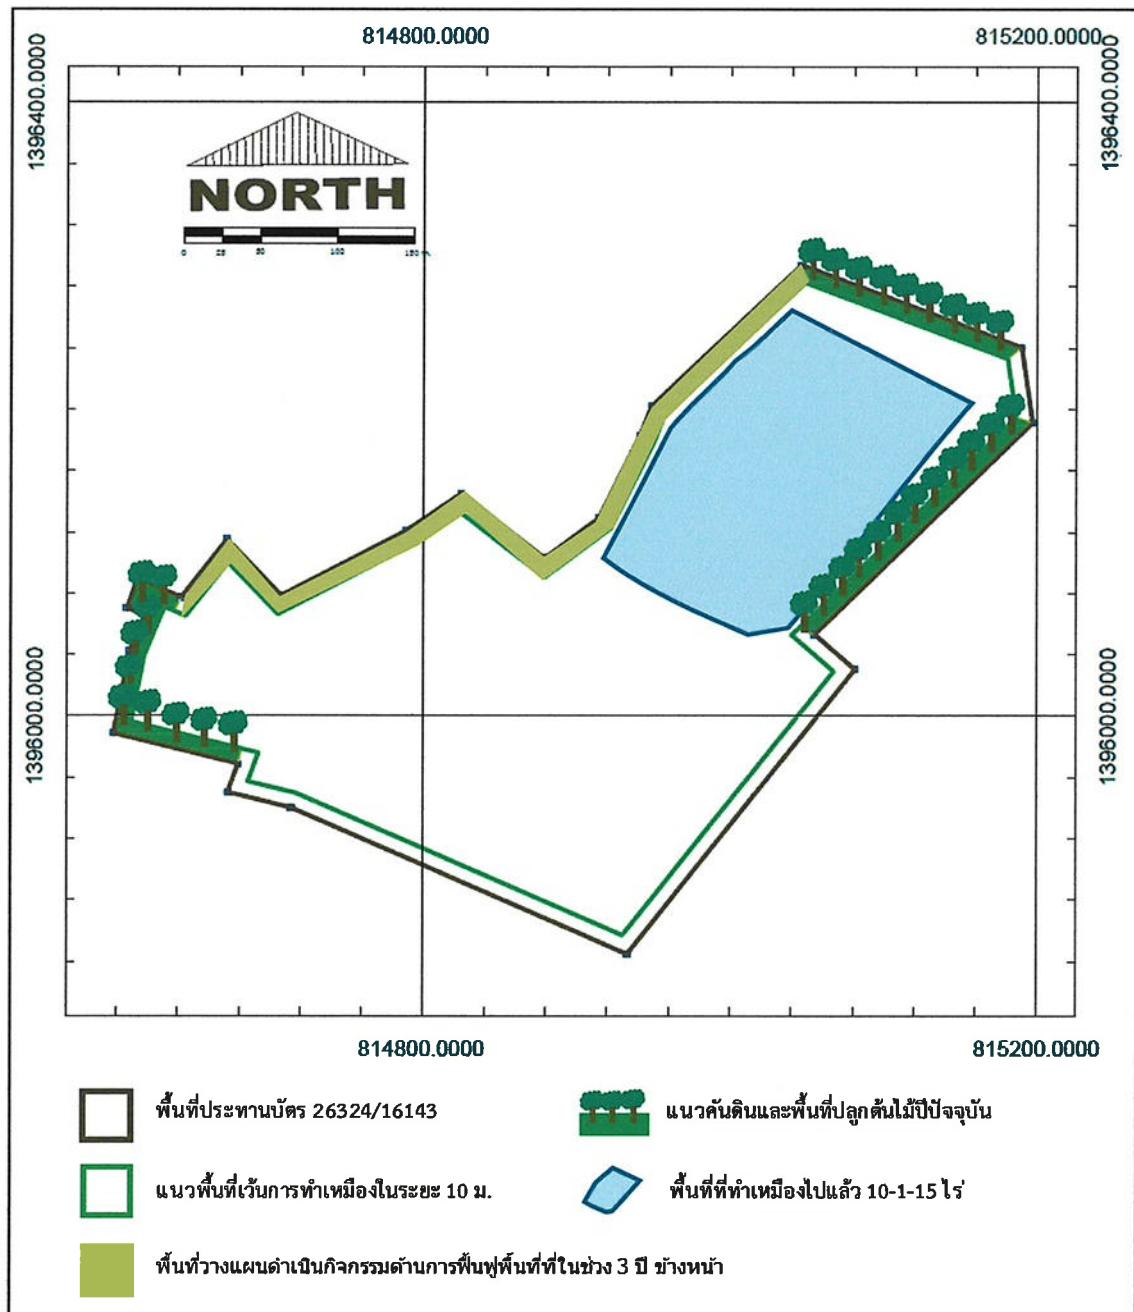 814800.0000 815200.0000
1396400.0000 1396400.0000
NORTH
0 25 50 100
1396000.0000 1396000.0000
814800.0000 815200.0000
พื้นที่ประทานบัตร 26324/16143
แนวคันดินและพื้นที่ปลูกต้นไม้ปีปัจจุบัน
แนวพื้นที่เว้นการทำเหมืองในระยะ 10 ม.
พื้นที่ที่ทำเหมืองไปแล้ว 10-1-15 ไร่
พื้นที่วางแผนดำเนินกิจกรรมด้านการฟื้นฟูพื้นที่ที่ในช่วง 3 ปี ข้างหน้า